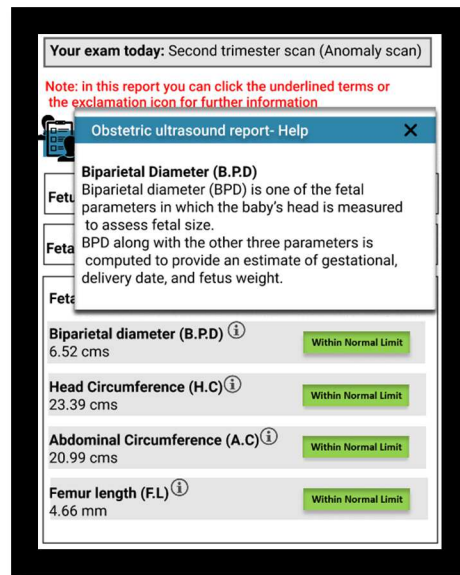 Your exam today: Second trimester scan (Anomaly scan)
Note: in this report you can click the underlined terms or
the exclamation icon for further information
Obstetric ultrasound report- Help X
Biparietal Diameter (B.P.D)
Biparietal diameter (BPD) is one of the fetal
parameters in which the baby's head is measured
to assess fetal size.
BPD along with the other three parameters is
computed to provide an estimate of gestational,
delivery date, and fetus weight.
Biparietal diameter (B.P.D) i
6.52 cms
Within Normal Limit
Head Circumference (H.C) i
23.39 cms
Within Normal Limit
Abdominal Circumference (A.C) i
20.99 cms
Within Normal Limit
Femur length (F.L) i
4.66 mm
Within Normal Limit